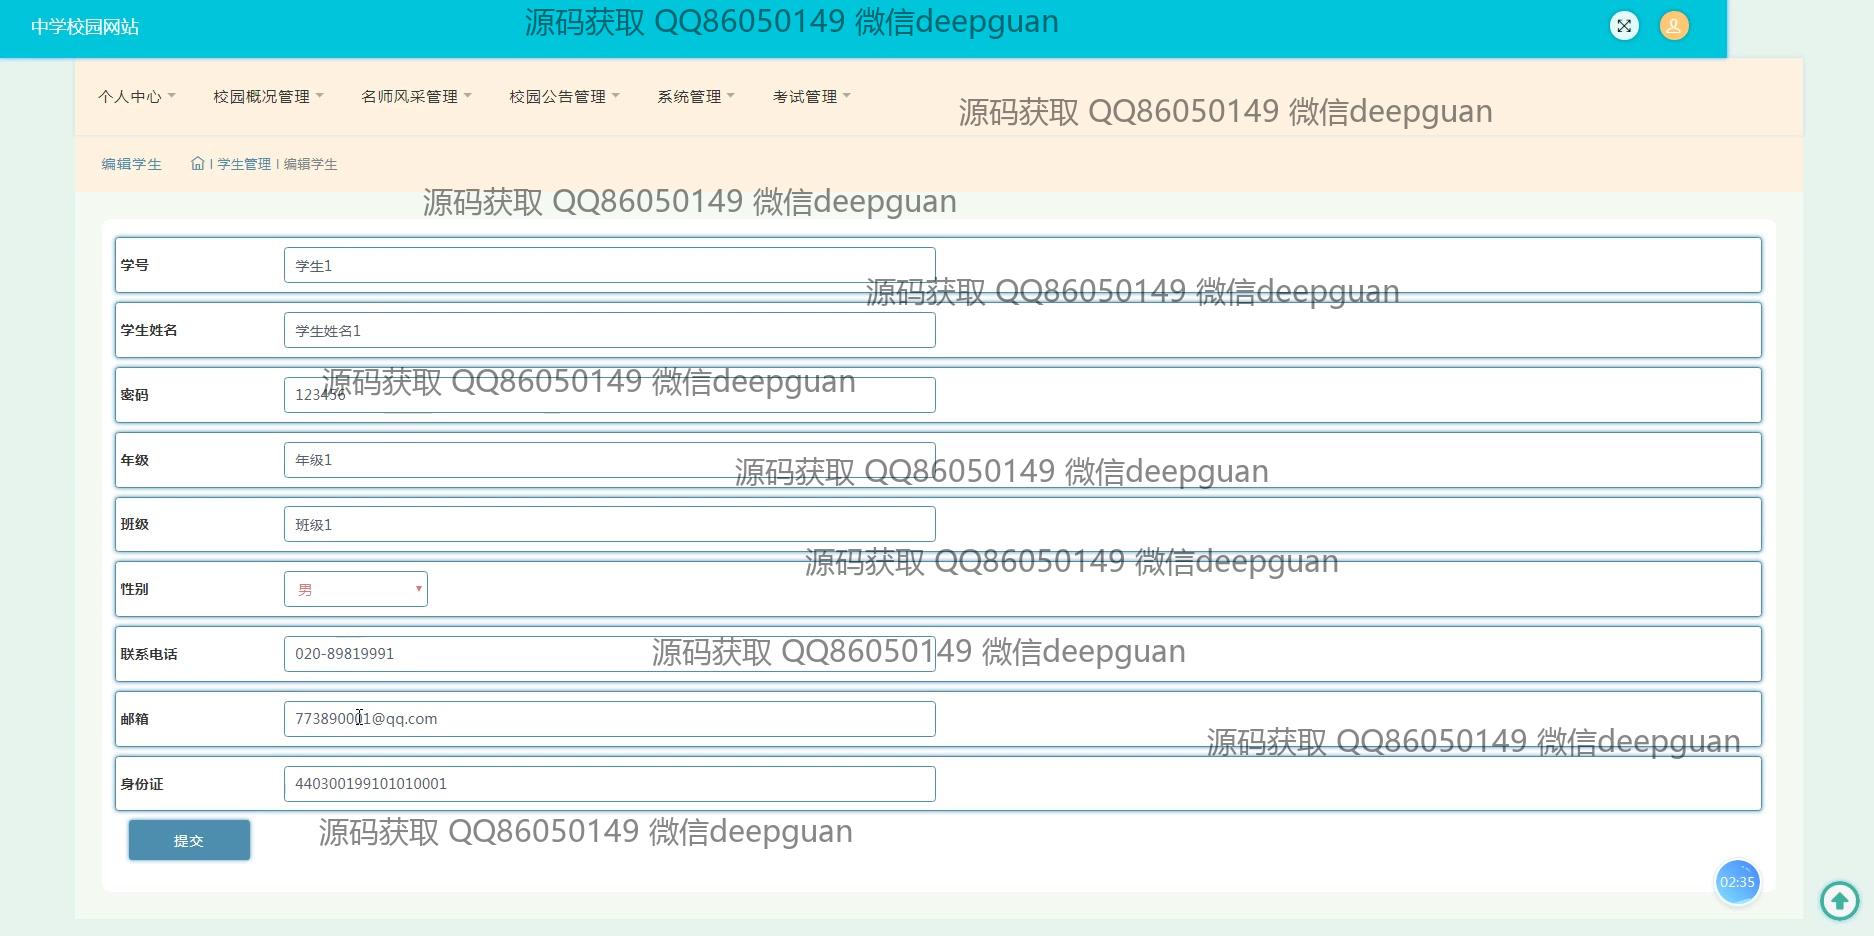 中学校园网站
源码获取 QQ86050149 微信deepguan
个人中心 校园概况管理 名师风采管理 校园公告管理 系统管理 考试管理
源码获取 QQ86050149 微信deepguan
编辑学生 学生管理 编辑学生
源码获取 QQ86050149 微信deepguan
学号 学生1
源码获取 QQ86050149 微信deepguan
学生姓名 学生姓名1
源码获取 QQ86050149 微信deepguan
密码 123456
年级 年级1
源码获取 QQ86050149 微信deepguan
班级 班级1
源码获取 QQ86050149 微信deepguan
性别 男
联系电话 020-89819991
源码获取 QQ86050149 微信deepguan
邮箱 773890001@qq.com
源码获取 QQ86050149 微信deepguan
身份证 440300199101010001
源码获取 QQ86050149 微信deepguan
提交
02:35